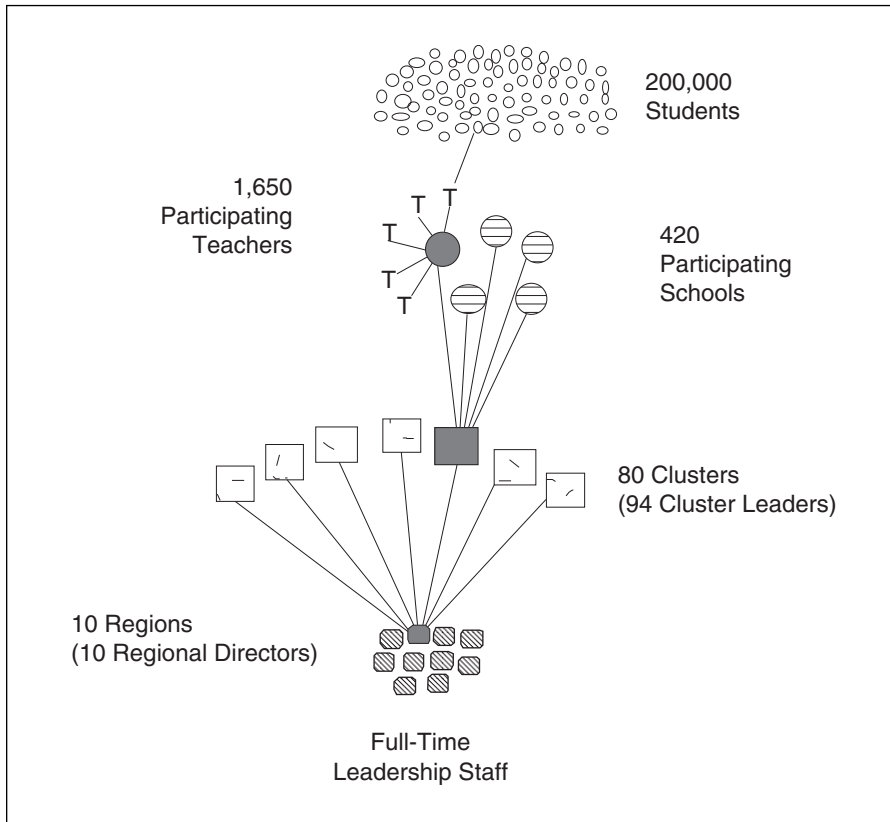 200,000
Students
1,650
Participating
Teachers
T
T
T
T
T
420
Participating
Schools
80 Clusters
(94 Cluster Leaders)
10 Regions
(10 Regional Directors)
Full-Time
Leadership Staff